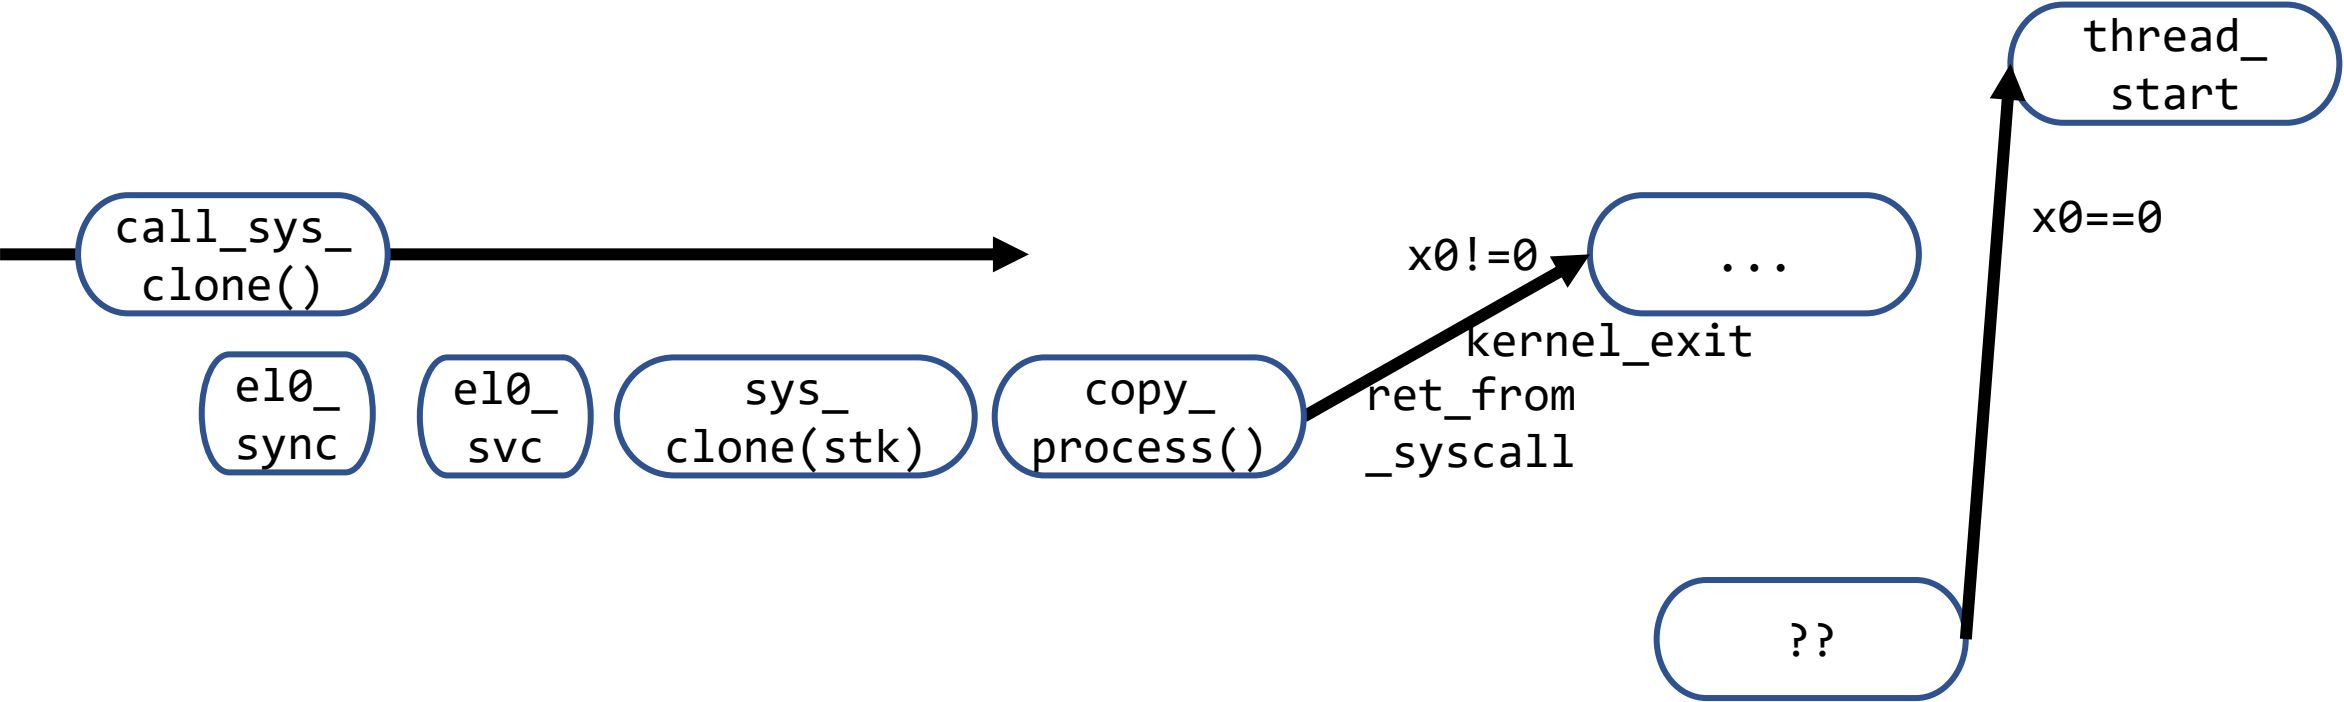 thread_
start
call_sys_
clone()
x0==0
x0!=0
...
kernel_exit
el0_
sync
el0_
svc
sys_
clone(stk)
copy_
process()
ret_from
_syscall
??